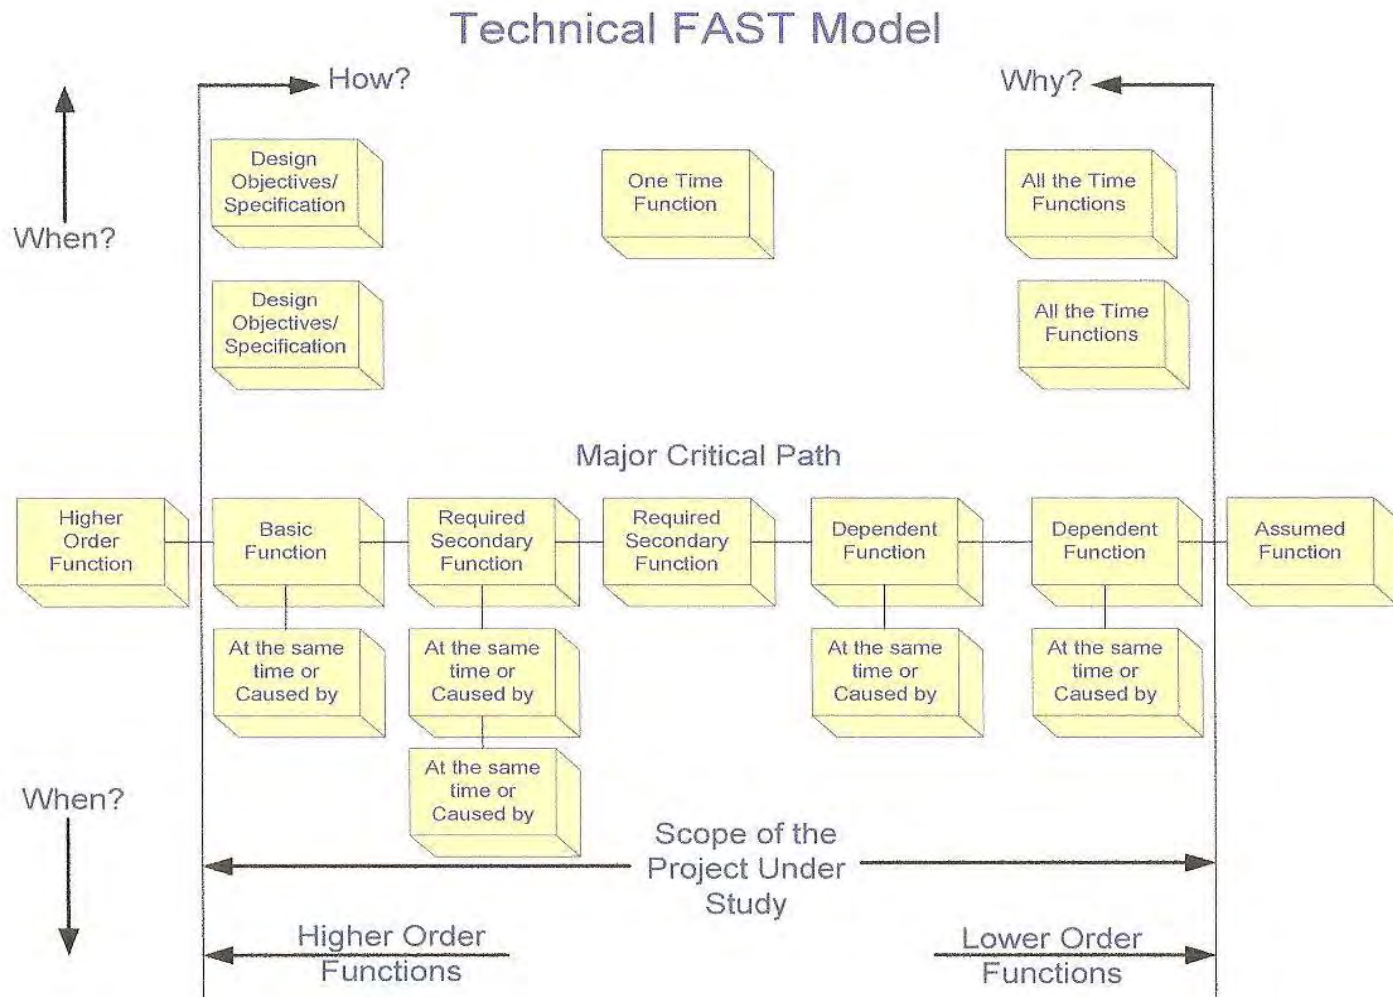 Technical FAST Model
How?
Why?
When?
Design
Objectives/
Specification
One Time
Function
All the Time
Functions
Design
Objectives/
Specification
All the Time
Functions
Major Critical Path
Higher
Order
Function
Basic
Function
Required
Secondary
Function
Required
Secondary
Function
Dependent
Function
Dependent
Function
Assumed
Function
At the same
time or
Caused by
At the same
time or
Caused by
At the same
time or
Caused by
At the same
time or
Caused by
At the same
time or
Caused by
When?
Scope of the
Project Under
Study
Higher Order
Functions
Lower Order
Functions